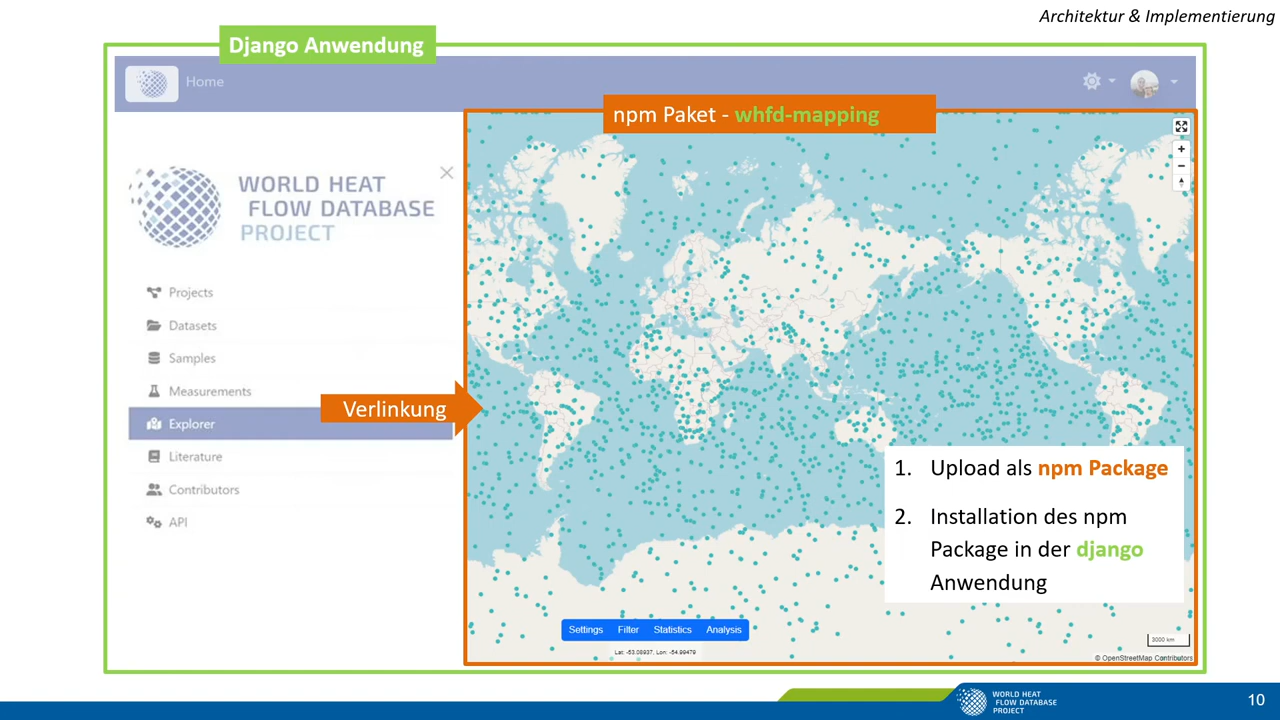 Architektur & Implementierung
Django Anwendung
Home
npm Paket - whfd-mapping
WORLD HEAT
FLOW DATABASE
PROJECT
Projects
Datasets
Samples
Measurements
Explorer
Literature
Contributors
API
Verlinkung
1. Upload als npm Package
2. Installation des npm
Package in der django
Anwendung
Settings Filter Statistics Analysis
Lat: -53.08937, Lon: -54.99479
3000 km
© OpenStreetMap Contributors
WORLD HEAT
FLOW DATABASE
PROJECT
10